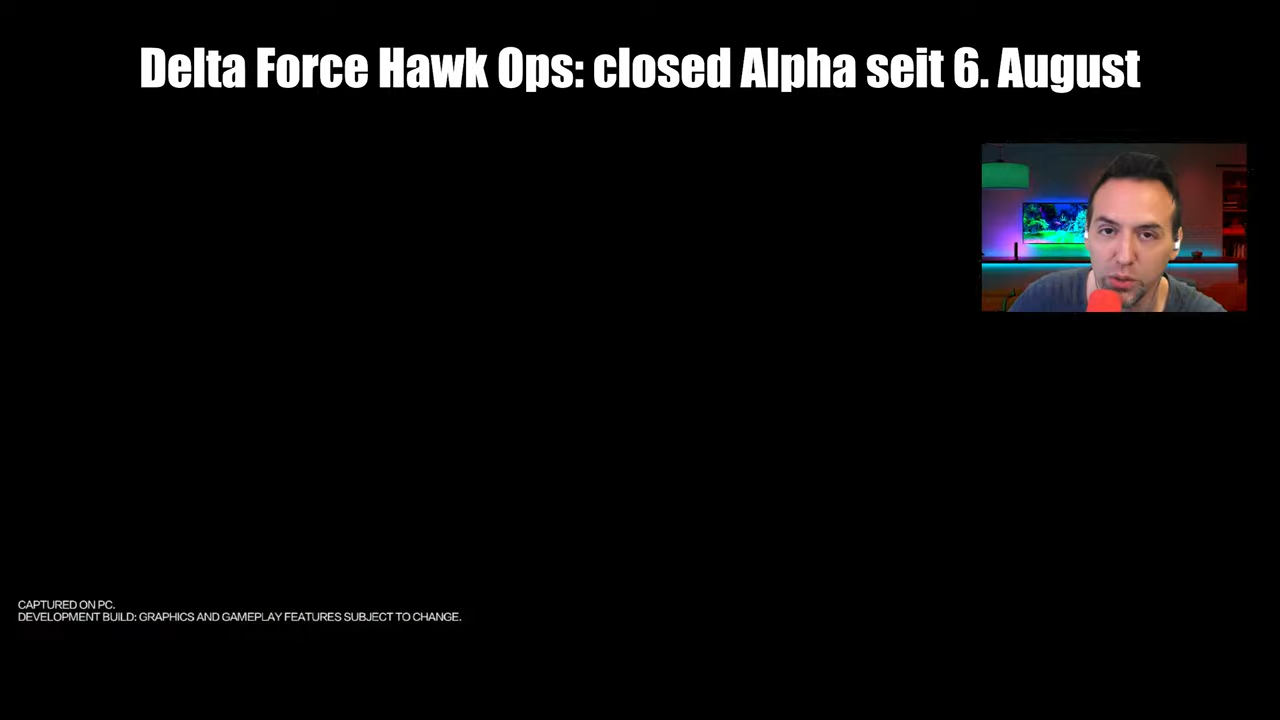 Delta Force Hawk Ops: closed Alpha seit 6. August
CAPTURED ON PC.
DEVELOPMENT BUILD: GRAPHICS AND GAMEPLAY FEATURES SUBJECT TO CHANGE.